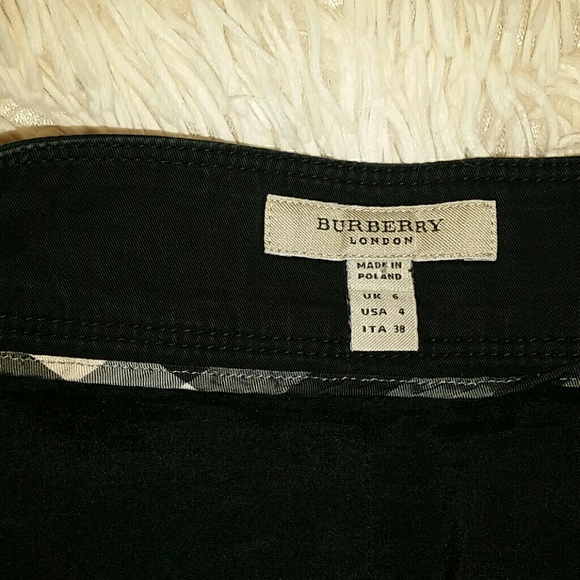 BURBERRY
LONDON
MADE IN
POLAND
UK 6
USA 4
ITA 38